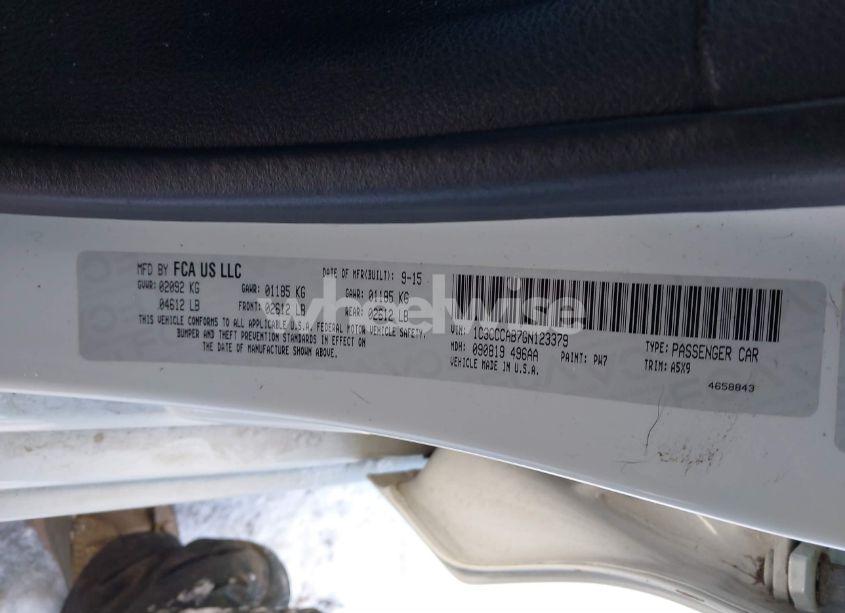 MFD BY FCA US LLC
DATE OF MFR(BUILT): 9-15
GVWR: 02092 KG
04612 LB
GAWR: 01185 KG
FRONT: 02612 LB
GAWR: 01185 KG
REAR: 02612 LB
THIS VEHICLE CONFORMS TO ALL APPLICABLE U.S.A. FEDERAL MOTOR VEHICLE SAFETY,
BUMPER AND THEFT PREVENTION STANDARDS IN EFFECT ON
THE DATE OF MANUFACTURE SHOWN ABOVE.
VIN: 1C3CCCAB7GN123379
TYPE: PASSENGER CAR
MDH: 090819 496AA
PAINT: PW7
TRIM: A5X9
VEHICLE MADE IN U.S.A.
4658843
wheelwise